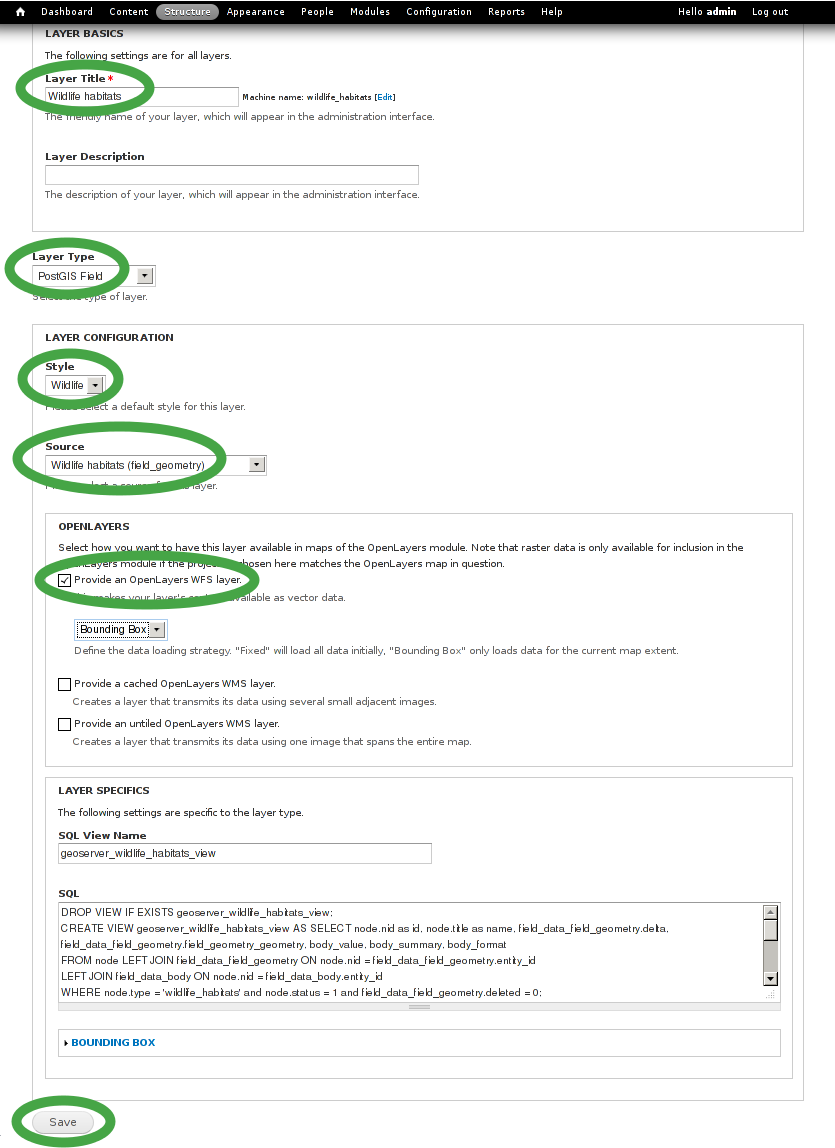 Dashboard Content Structure Appearance People Modules Configuration Reports Help Hello admin Log out
LAYER BASICS
The following settings are for all layers.
Layer Title *
Wildlife habitats
Machine name: wildlife_habitats [Edit]
The friendly name of your layer, which will appear in the administration interface.
Layer Description
The description of your layer, which will appear in the administration interface.
Layer Type
PostGIS Field
Select the type of layer.
LAYER CONFIGURATION
Style
Wildlife
Please select a default style for this layer.
Source
Wildlife habitats (field_geometry)
select a source layer.
OPENLAYERS
Select how you want to have this layer available in maps of the OpenLayers module. Note that raster data is only available for inclusion in the
OpenLayers module if the projection chosen here matches the OpenLayers map in question.
Provide an OpenLayers WFS layer.
This makes your layer's content available as vector data.
Bounding Box
Define the data loading strategy. "Fixed" will load all data initially, "Bounding Box" only loads data for the current map extent.
Provide a cached OpenLayers WMS layer.
Creates a layer that transmits its data using several small adjacent images.
Provide an untiled OpenLayers WMS layer.
Creates a layer that transmits its data using one image that spans the entire map.
LAYER SPECIFICS
The following settings are specific to the layer type.
SQL View Name
geoserver_wildlife_habitats_view
SQL
DROP VIEW IF EXISTS geoserver_wildlife_habitats_view;
CREATE VIEW geoserver_wildlife_habitats_view AS SELECT node.nid as id, node.title as name, field_data_field_geometry.delta,
field_data_field_geometry.field_geometry_geometry, body_value, body_summary, body_format
FROM node LEFT JOIN field_data_field_geometry ON node.nid = field_data_field_geometry.entity_id
LEFT JOIN field_data_body ON node.nid = field_data_body.entity_id
WHERE node.type = 'wildlife_habitats' and node.status = 1 and field_data_field_geometry.deleted = 0;
BOUNDING BOX
Save